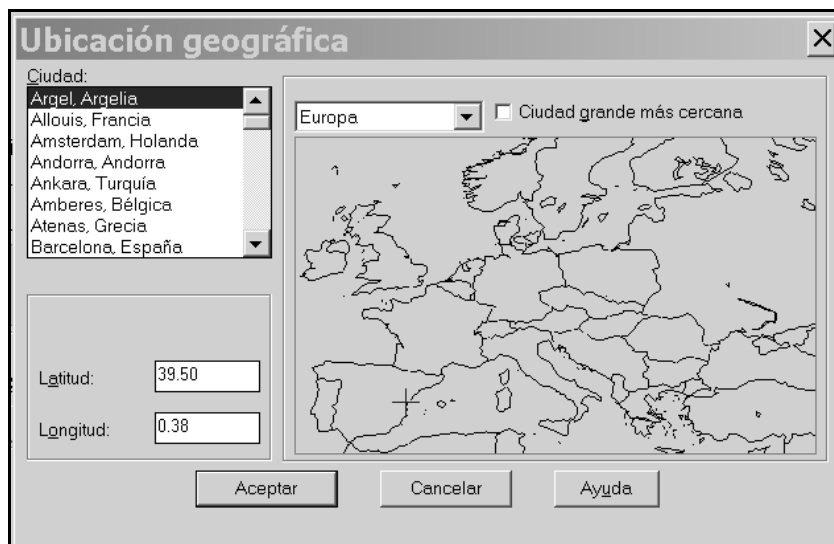 Ubicación geográfica
Ciudad:
Argel, Argelia
Allouis, Francia
Amsterdam, Holanda
Andorra, Andorra
Ankara, Turquía
Amberes, Bélgica
Atenas, Grecia
Barcelona, España
Europa
Ciudad grande más cercana
Latitud:
39.50
Longitud:
0.38
Aceptar
Cancelar
Ayuda